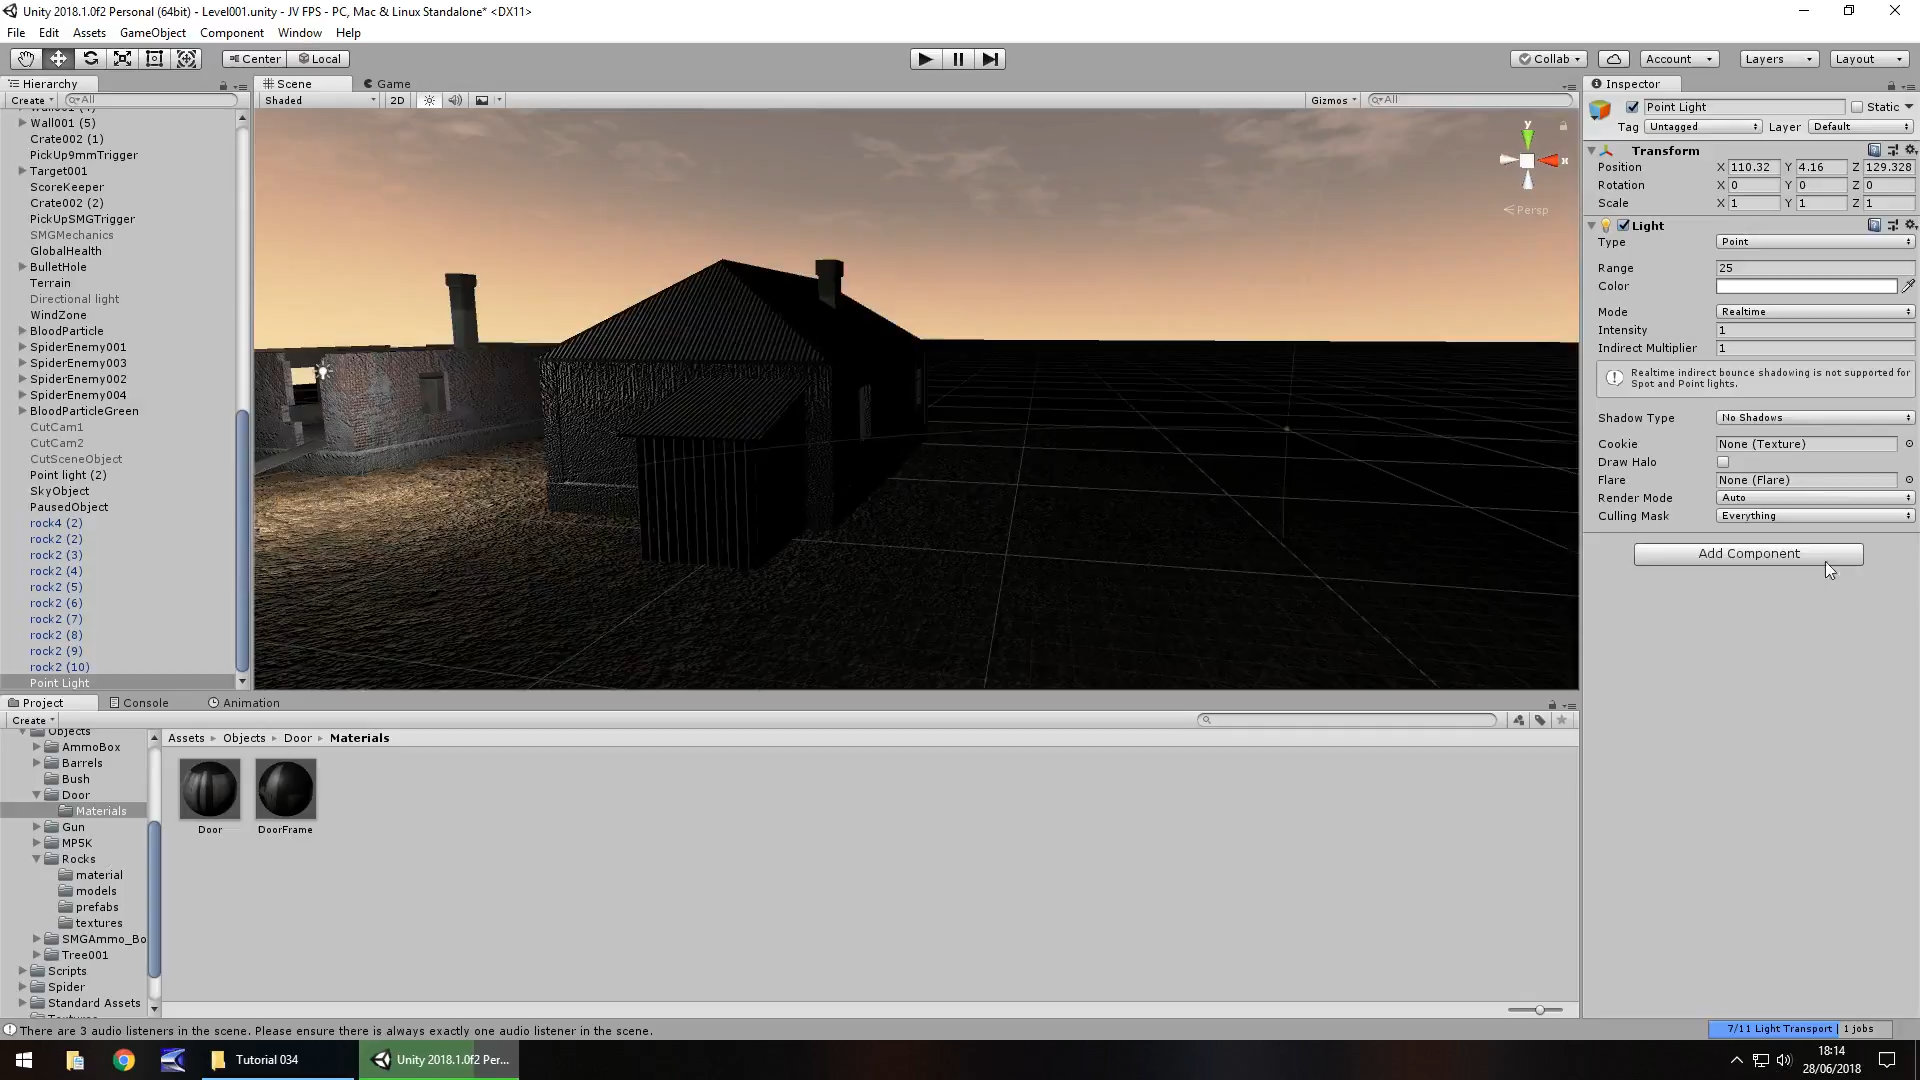 Unity 2018.1.0f2 Personal (64bit) - Level001.unity - JV FPS - PC, Mac & Linux Standalone* <DX11>
File Edit Assets GameObject Component Window Help
Center Local Collab Account Layers Layout
Hierarchy Scene Game Inspector
Create All Shaded 2D Gizmos All
Wall001 (5)
Crate002 (1)
PickUp9mmTrigger
Target001
ScoreKeeper
Crate002 (2)
PickUpSMGTrigger
SMGMechanics
GlobalHealth
BulletHole
Terrain
Directional light
WindZone
BloodParticle
SpiderEnemy001
SpiderEnemy003
SpiderEnemy002
SpiderEnemy004
BloodParticleGreen
CutCam1
CutCam2
CutSceneObject
Point light (2)
SkyObject
PausedObject
rock4 (2)
rock2 (2)
rock2 (3)
rock2 (4)
rock2 (5)
rock2 (6)
rock2 (7)
rock2 (8)
rock2 (9)
rock2 (10)
Point Light
y
x
Persp
Point Light Static
Tag Untagged Layer Default
Transform
Position X 110.32 Y 4.16 Z 129.328
Rotation X 0 Y 0 Z 0
Scale X 1 Y 1 Z 1
Light
Type Point
Range 25
Color
Mode Realtime
Intensity 1
Indirect Multiplier 1
Realtime indirect bounce shadowing is not supported for
Spot and Point lights.
Shadow Type No Shadows
Cookie None (Texture)
Draw Halo
Flare None (Flare)
Render Mode Auto
Culling Mask Everything
Add Component
Project Console Animation
Create
Objects
AmmoBox
Barrels
Bush
Door
Materials
Gun
MP5K
Rocks
material
models
prefabs
textures
SMGAmmo_Bo
Tree001
Scripts
Spider
Standard Assets
Assets Objects Door Materials
Door DoorFrame
There are 3 audio listeners in the scene. Please ensure there is always exactly one audio listener in the scene.
7/11 Light Transport | 1 jobs
Tutorial 034 Unity 2018.1.0f2 Per...
18:14
28/06/2018